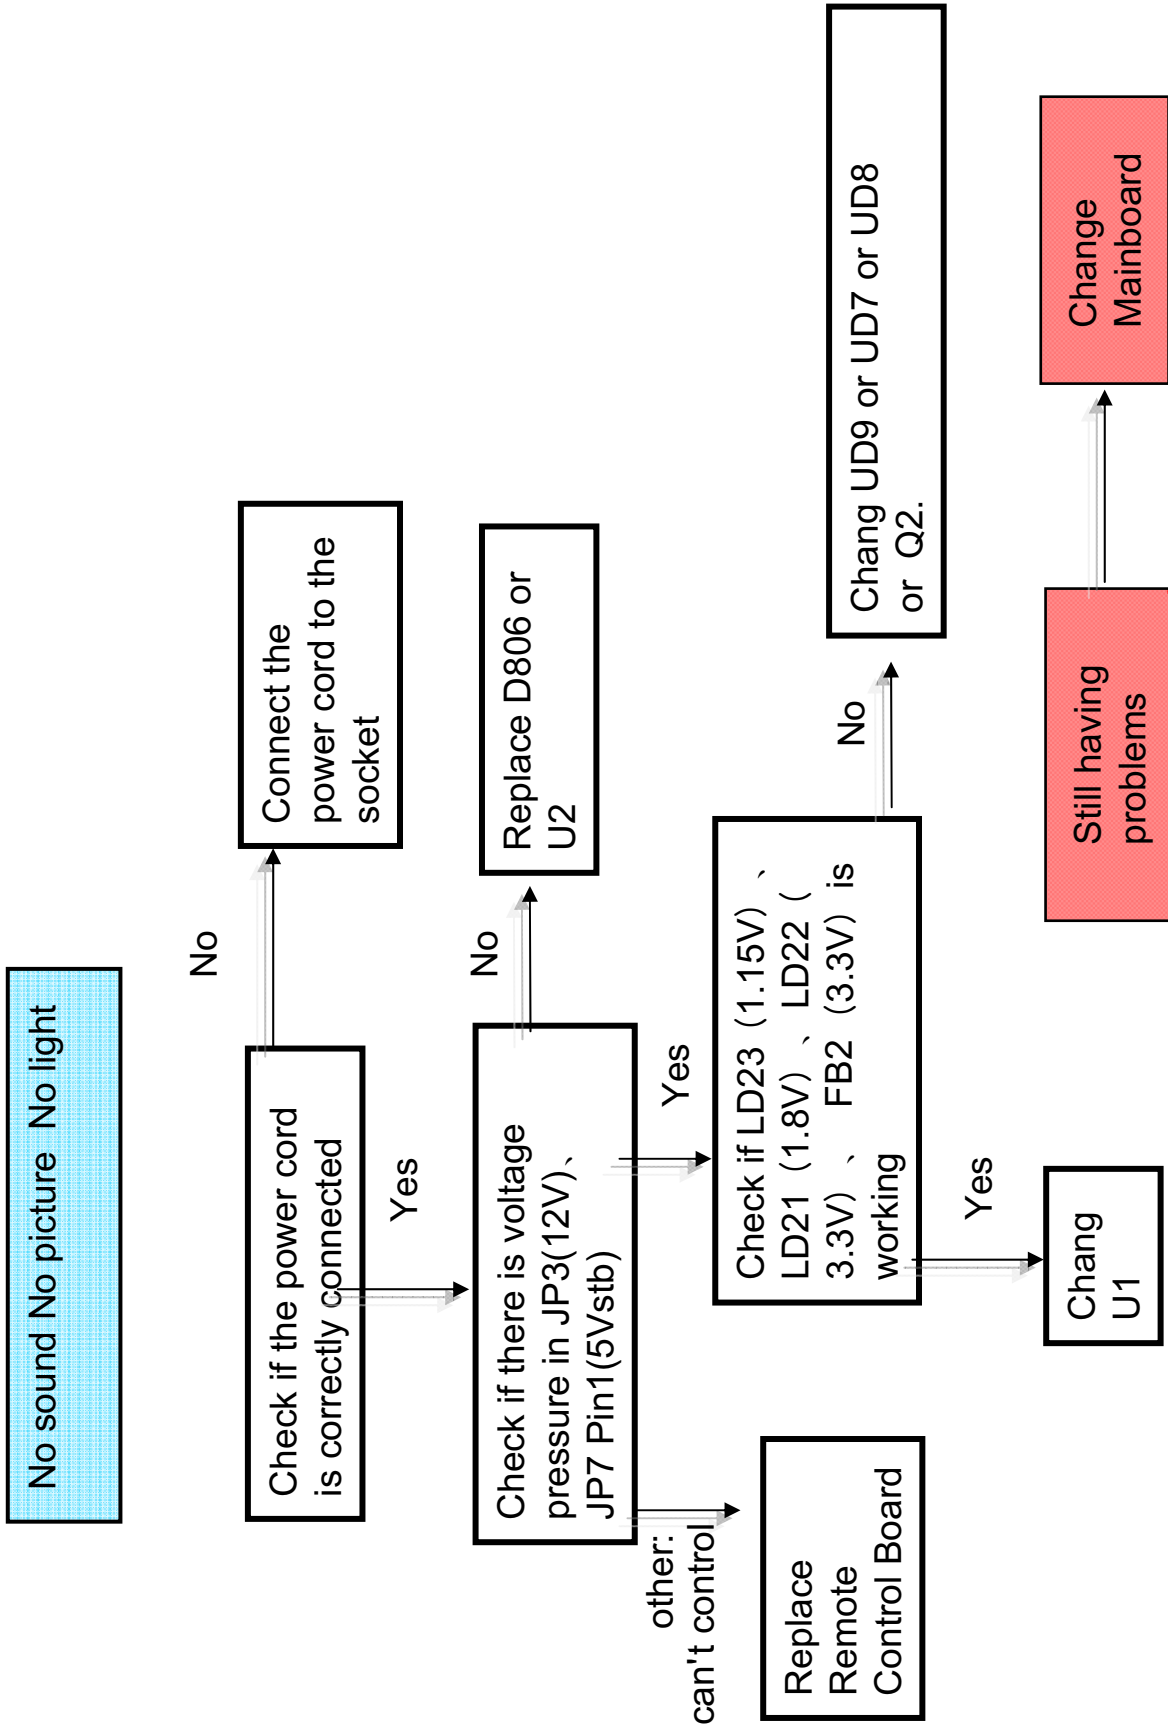 No sound No picture No light
Check if the power cord
is correctly connected
No
Connect the
power cord to the
socket
Yes
Check if there is voltage
pressure in JP3(12V)、
JP7 Pin1(5Vstb)
No
Replace D806 or
U2
other:
can't control
Replace
Remote
Control Board
Yes
Check if LD23（1.15V）、
LD21（1.8V）、LD22（
3.3V）、 FB2（3.3V）is
working
No
Chang UD9 or UD7 or UD8
or Q2.
Yes
Chang
U1
Still having
problems
Change
Mainboard